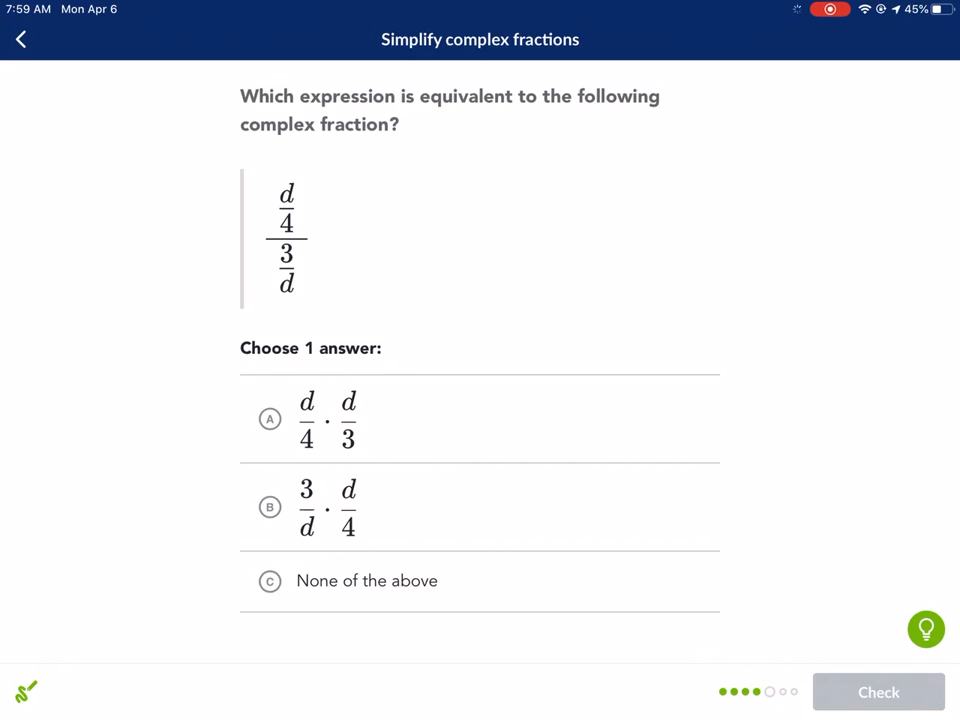 7:59 AM Mon Apr 6 45%
Simplify complex fractions
Which expression is equivalent to the following
complex fraction?
d
4
3
d
Choose 1 answer:
A d/4 · d/3
B 3/d · d/4
C None of the above
Check